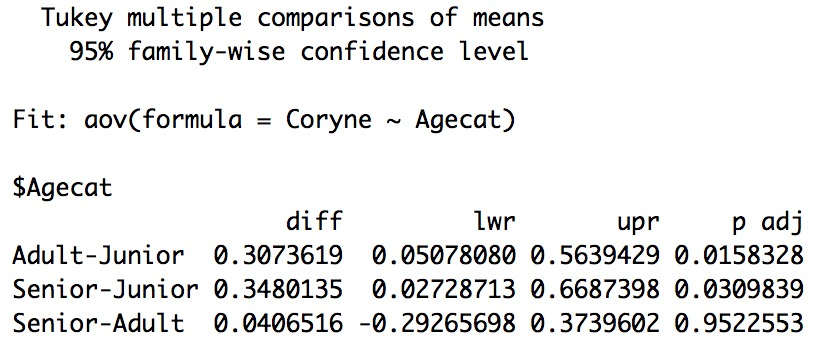 Tukey multiple comparisons of means
95% family-wise confidence level
Fit: aov(formula = Coryne ~ Agecat)
$Agecat
diff lwr upr p adj
Adult-Junior 0.3073619 0.05078080 0.5639429 0.0158328
Senior-Junior 0.3480135 0.02728713 0.6687398 0.0309839
Senior-Adult 0.0406516 -0.29265698 0.3739602 0.9522553